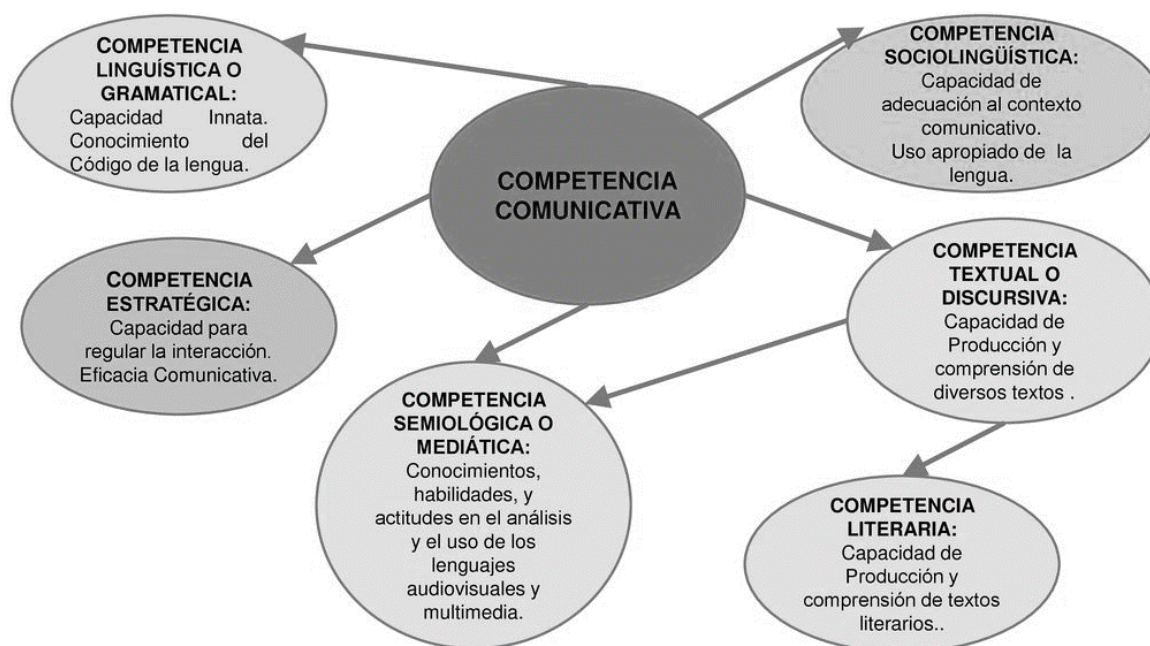 COMPETENCIA
LINGUÍSTICA O
GRAMATICAL:
Capacidad Innata.
Conocimiento del
Código de la lengua.
COMPETENCIA
SOCIOLINGÜÍSTICA:
Capacidad de
adecuación al contexto
comunicativo.
Uso apropiado de la
lengua.
COMPETENCIA
COMUNICATIVA
COMPETENCIA
ESTRATÉGICA:
Capacidad para
regular la interacción.
Eficacia Comunicativa.
COMPETENCIA
TEXTUAL O
DISCURSIVA:
Capacidad de
Producción y
comprensión de
diversos textos .
COMPETENCIA
SEMIOLÓGICA O
MEDIÁTICA:
Conocimientos,
habilidades, y
actitudes en el análisis
y el uso de los
lenguajes
audiovisuales y
multimedia.
COMPETENCIA
LITERARIA:
Capacidad de
Producción y
comprensión de textos
literarios..